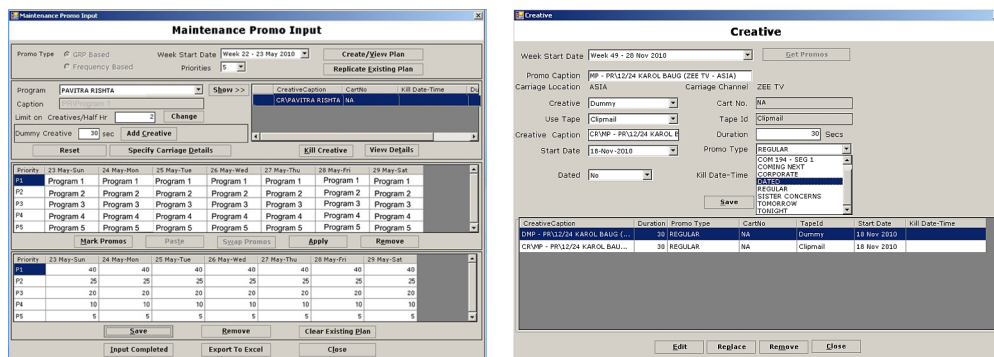 Maintenance Promo Input
Maintenance Promo Input
Promo Type GRP Based Week Start Date Week 22 - 23 May 2010 Create/View Plan
Frequency Based Priorities 5 Replicate Existing Plan
Program PAVITRA RISHTA Show >>
Caption PR\Program 1
Limit on Creatives/Half Hr 2 Change
Dummy Creative 30 sec Add Creative
CreativeCaption CartNo Kill Date-Time Du
CR\PAVITRA RISHTA NA
Reset Specify Carriage Details Kill Creative View Details
Priority 23 May-Sun 24 May-Mon 25 May-Tue 26 May-Wed 27 May-Thu 28 May-Fri 29 May-Sat
P1 Program 1 Program 1 Program 1 Program 1 Program 1 Program 1 Program 1
P2 Program 2 Program 2 Program 2 Program 2 Program 2 Program 2 Program 2
P3 Program 3 Program 3 Program 3 Program 3 Program 3 Program 3 Program 3
P4 Program 4 Program 4 Program 4 Program 4 Program 4 Program 4 Program 4
P5 Program 5 Program 5 Program 5 Program 5 Program 5 Program 5 Program 5
Mark Promos Paste Swap Promos Apply Remove
Priority 23 May-Sun 24 May-Mon 25 May-Tue 26 May-Wed 27 May-Thu 28 May-Fri 29 May-Sat
P1 40 40 40 40 40 40 40
P2 25 25 25 25 25 25 25
P3 20 20 20 20 20 20 20
P4 10 10 10 10 10 10 10
P5 5 5 5 5 5 5 5
Save Remove Clear Existing Plan
Input Completed Export To Excel Close
Creative
Creative
Week Start Date Week 49 - 28 Nov 2010 Get Promos
Promo Caption MP - PR\12/24 KAROL BAUG (ZEE TV - ASIA)
Carriage Location ASIA Carriage Channel ZEE TV
Creative Dummy Cart No. NA
Use Tape Clipmail Tape Id Clipmail
Creative Caption CR\MP - PR\12/24 KAROL B Duration 30 Secs
Start Date 18-Nov-2010 Promo Type REGULAR
COM 194 - SEG 1
COMING NEXT
CORPORATE
DATED
REGULAR
SISTER CONCERNS
TOMORROW
TONIGHT
Dated No Kill Date-Time
Save
CreativeCaption Duration Promo Type CartNo TapeId Start Date Kill Date-Time
DMP - PR\12/24 KAROL BAUG (... 30 REGULAR NA Dummy 18 Nov 2010
CR\MP - PR\12/24 KAROL BAU... 30 REGULAR NA Clipmail 18 Nov 2010
Edit Replace Remove Close